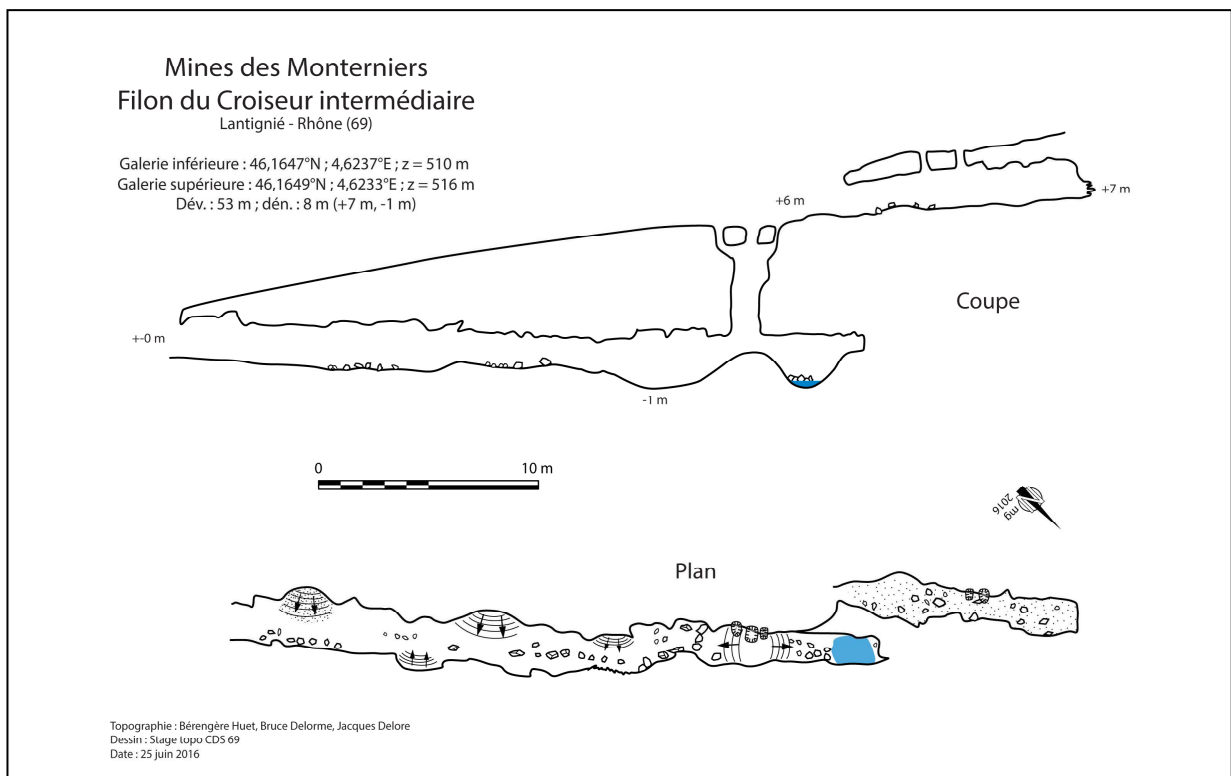 Mines des Monterniers
Filon du Croiseur intermédiaire
Lantignié - Rhône (69)
Galerie inférieure : 46,1647°N ; 4,6237°E ; z = 510 m
Galerie supérieure : 46,1649°N ; 4,6233°E ; z = 516 m
Dév. : 53 m ; dén. : 8 m (+7 m, -1 m)
+7 m
+6 m
Coupe
+-0 m
-1 m
0 10 m
mg
2016
Plan
Topographie : Bérengère Huet, Bruce Delorme, Jacques Delore
Dessin : Stage topo CDS 69
Date : 25 juin 2016